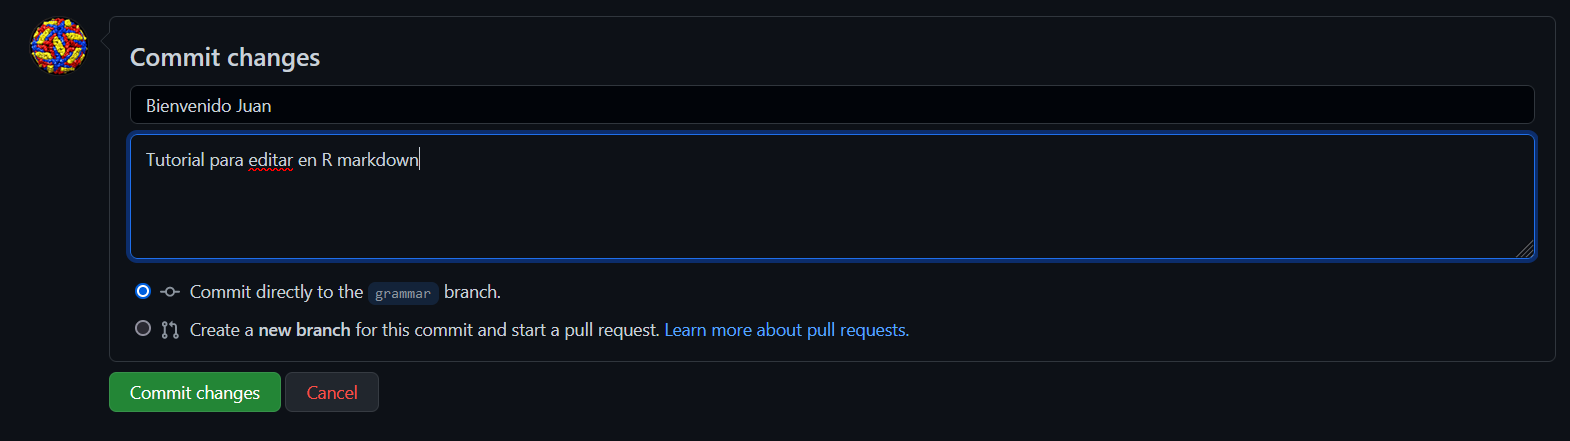 Commit changes
Bienvenido Juan
Tutorial para editar en R markdown
Commit directly to the grammar branch.
Create a new branch for this commit and start a pull request. Learn more about pull requests.
Commit changes Cancel